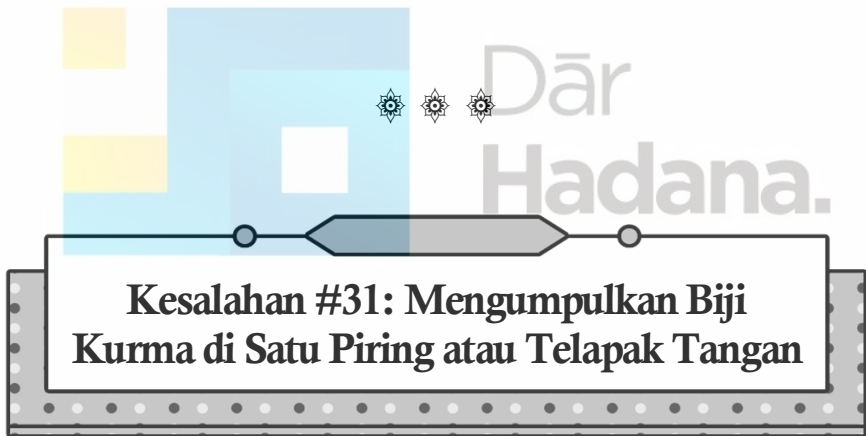 Dār
Hadana.
Kesalahan #31: Mengumpulkan Biji
Kurma di Satu Piring atau Telapak Tangan